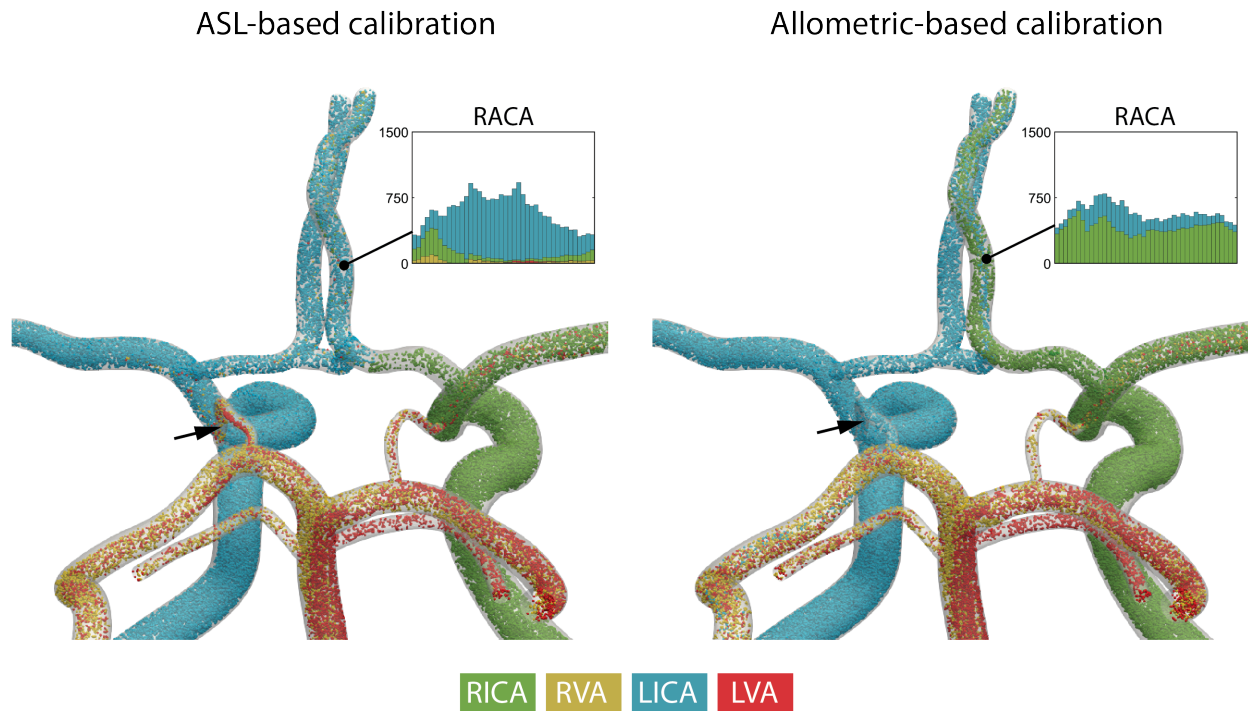 ASL-based calibration
Allometric-based calibration
RACA
1500
750
0
RACA
1500
750
0
RICA
RVA
LICA
LVA